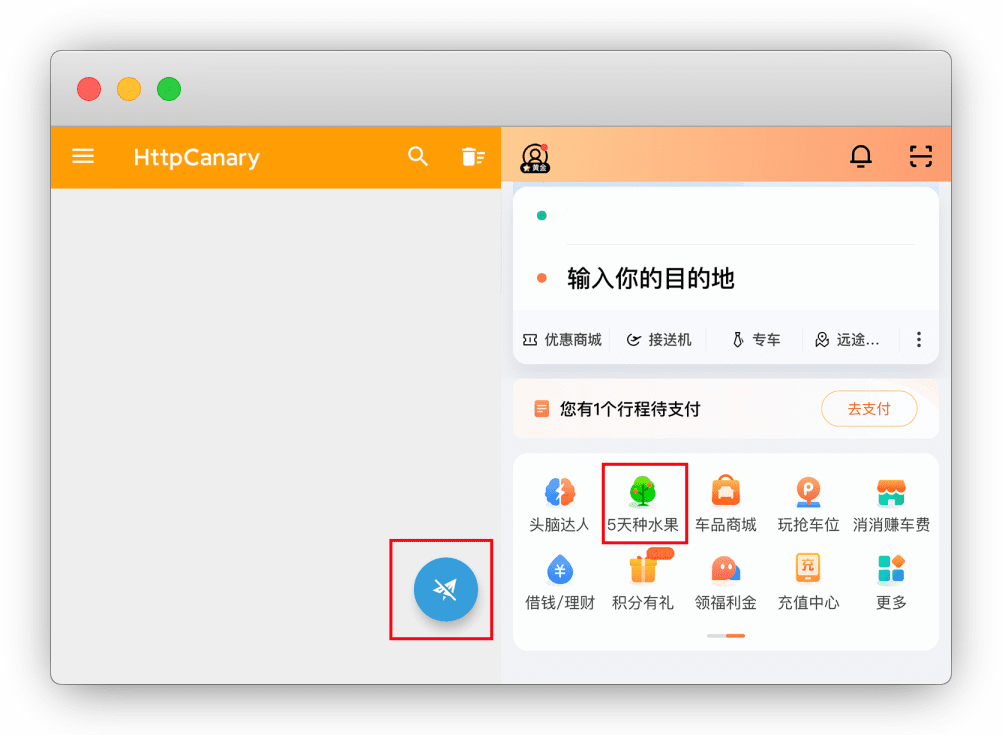 HttpCanary
黄金
输入你的目的地
优惠商城 接送机 专车 远途...
您有1个行程待支付 去支付
头脑达人 5天种水果 车品商城 玩抢车位 消消赚车费
借钱/理财 积分有礼 领福利金 充值中心 更多